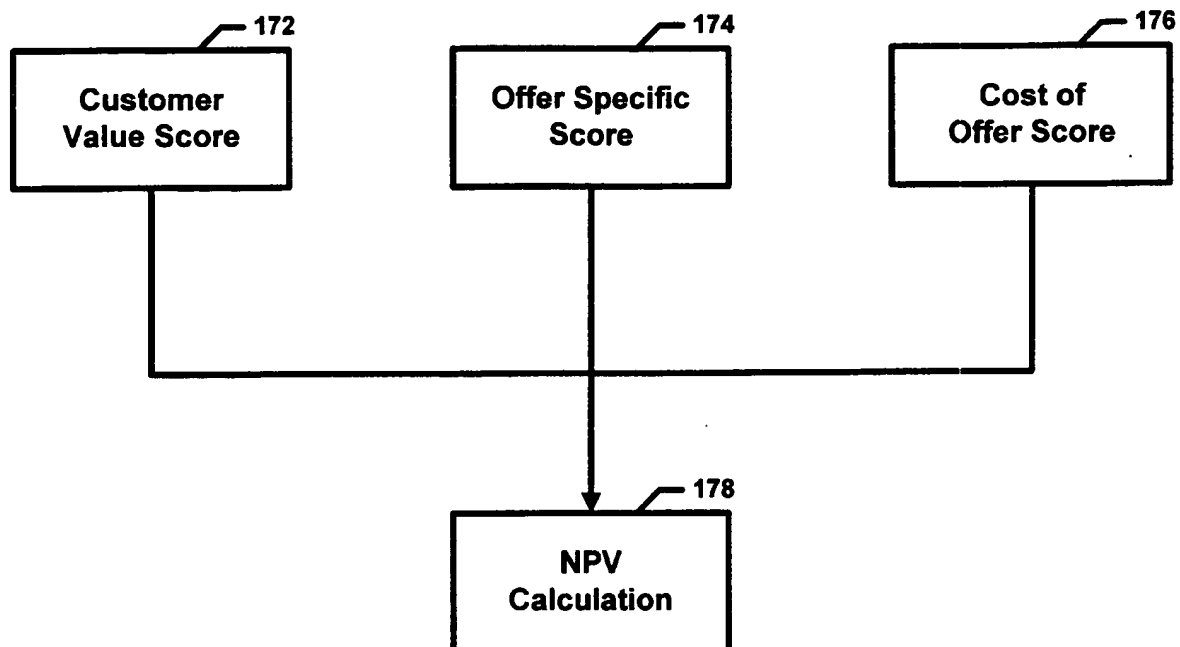 172
Customer
Value Score
174
Offer Specific
Score
176
Cost of
Offer Score
178
NPV
Calculation